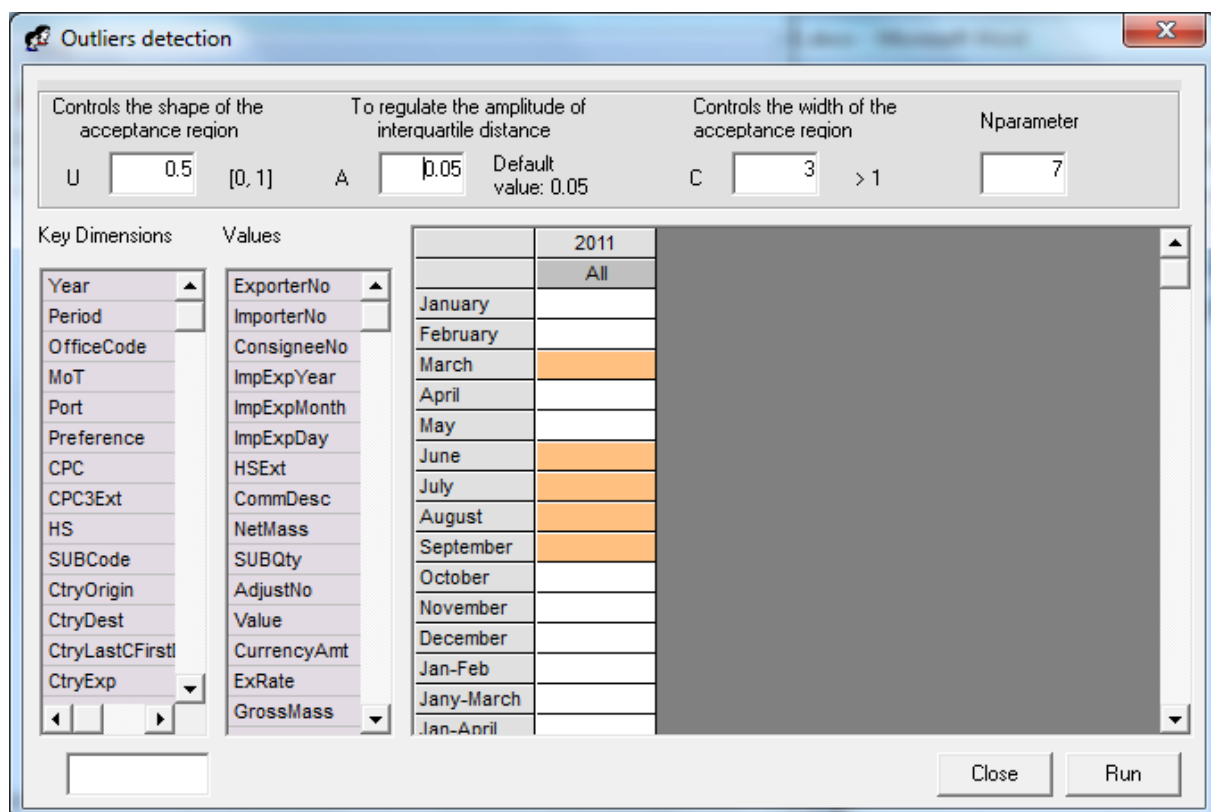 Outliers detection
Controls the shape of the acceptance region
To regulate the amplitude of interquartile distance
Controls the width of the acceptance region
Nparameter
U 0.5 [0, 1] A 0.05 Default value: 0.05 C 3 > 1 7
Key Dimensions Values
2011
All
Year
Period
OfficeCode
MoT
Port
Preference
CPC
CPC3Ext
HS
SUBCode
CtryOrigin
CtryDest
CtryLastCFirst
CtryExp
ExporterNo
ImporterNo
ConsigneeNo
ImpExpYear
ImpExpMonth
ImpExpDay
HSExt
CommDesc
NetMass
SUBQty
AdjustNo
Value
CurrencyAmt
ExRate
GrossMass
January
February
March
April
May
June
July
August
September
October
November
December
Jan-Feb
Jany-March
Jan-April
Close Run